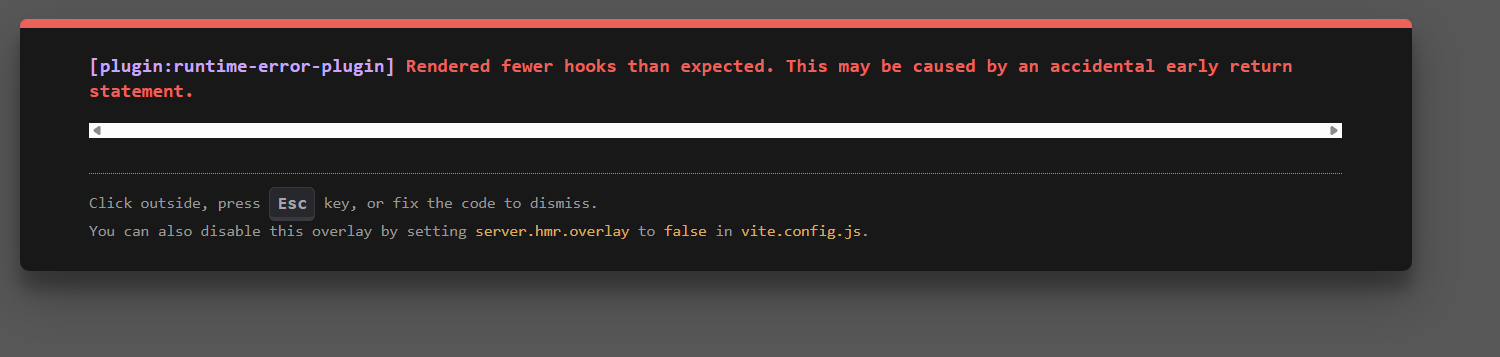 [plugin:runtime-error-plugin] Rendered fewer hooks than expected. This may be caused by an accidental early return
statement.
Click outside, press Esc key, or fix the code to dismiss.
You can also disable this overlay by setting server.hmr.overlay to false in vite.config.js.